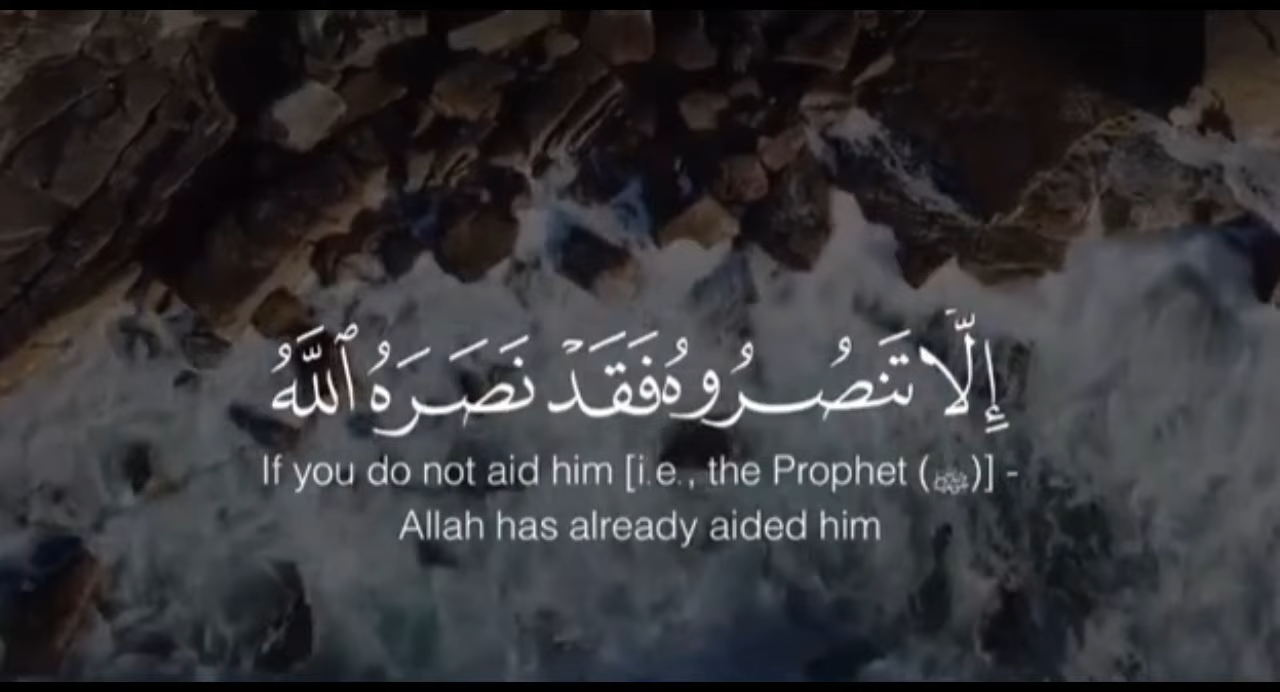 إِلَّا تَنصُرُوهُ فَقَدۡ نَصَرَهُ ٱللَّهُ
If you do not aid him [i.e., the Prophet (ﷺ)] -
Allah has already aided him